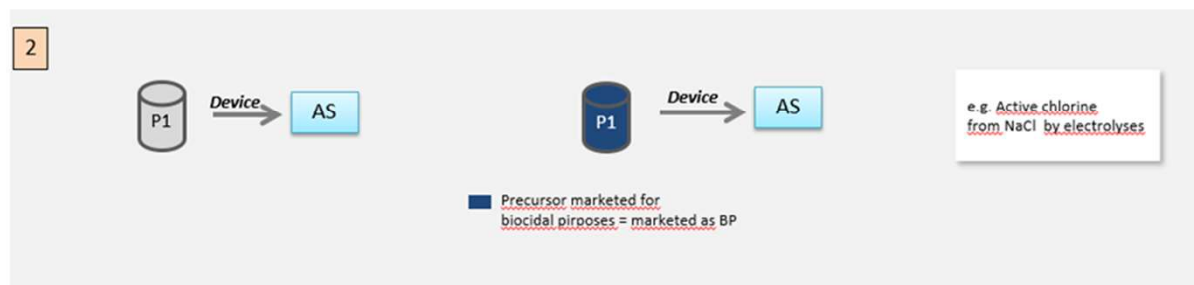 2
P1
Device
AS
P1
Device
AS
e.g. Active chlorine
from NaCl by electrolyses
Precursor marketed for
biocidal pirposes = marketed as BP